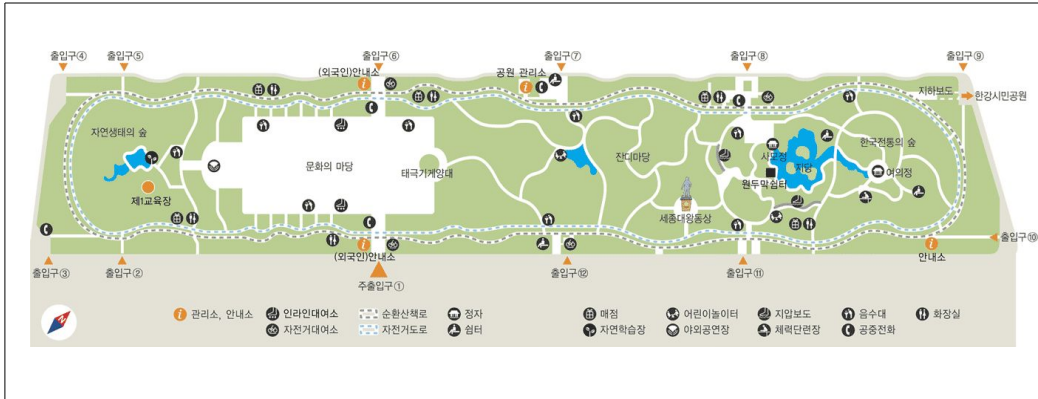 출입구④ 출입구⑤ 출입구⑥ 출입구⑦ 출입구⑧ 출입구⑨
(외국인)안내소
공원 관리소
지하보도
한강시민공원
자연생태의 숲
문화의 마당
태극기게양대
잔디마당
사모정
지당
한국전통의 숲
여의정
원두막쉼터
제1교육장
세종대왕동상
(외국인)안내소
안내소
출입구⑩
출입구③ 출입구② 주출입구① 출입구⑫ 출입구⑪
관리소, 안내소 인라인대여소 순환산책로 정자 매점 어린이놀이터 지압보도 음수대 화장실
자전거대여소 자전거도로 쉼터 자연학습장 야외공연장 체력단련장 공중전화
N